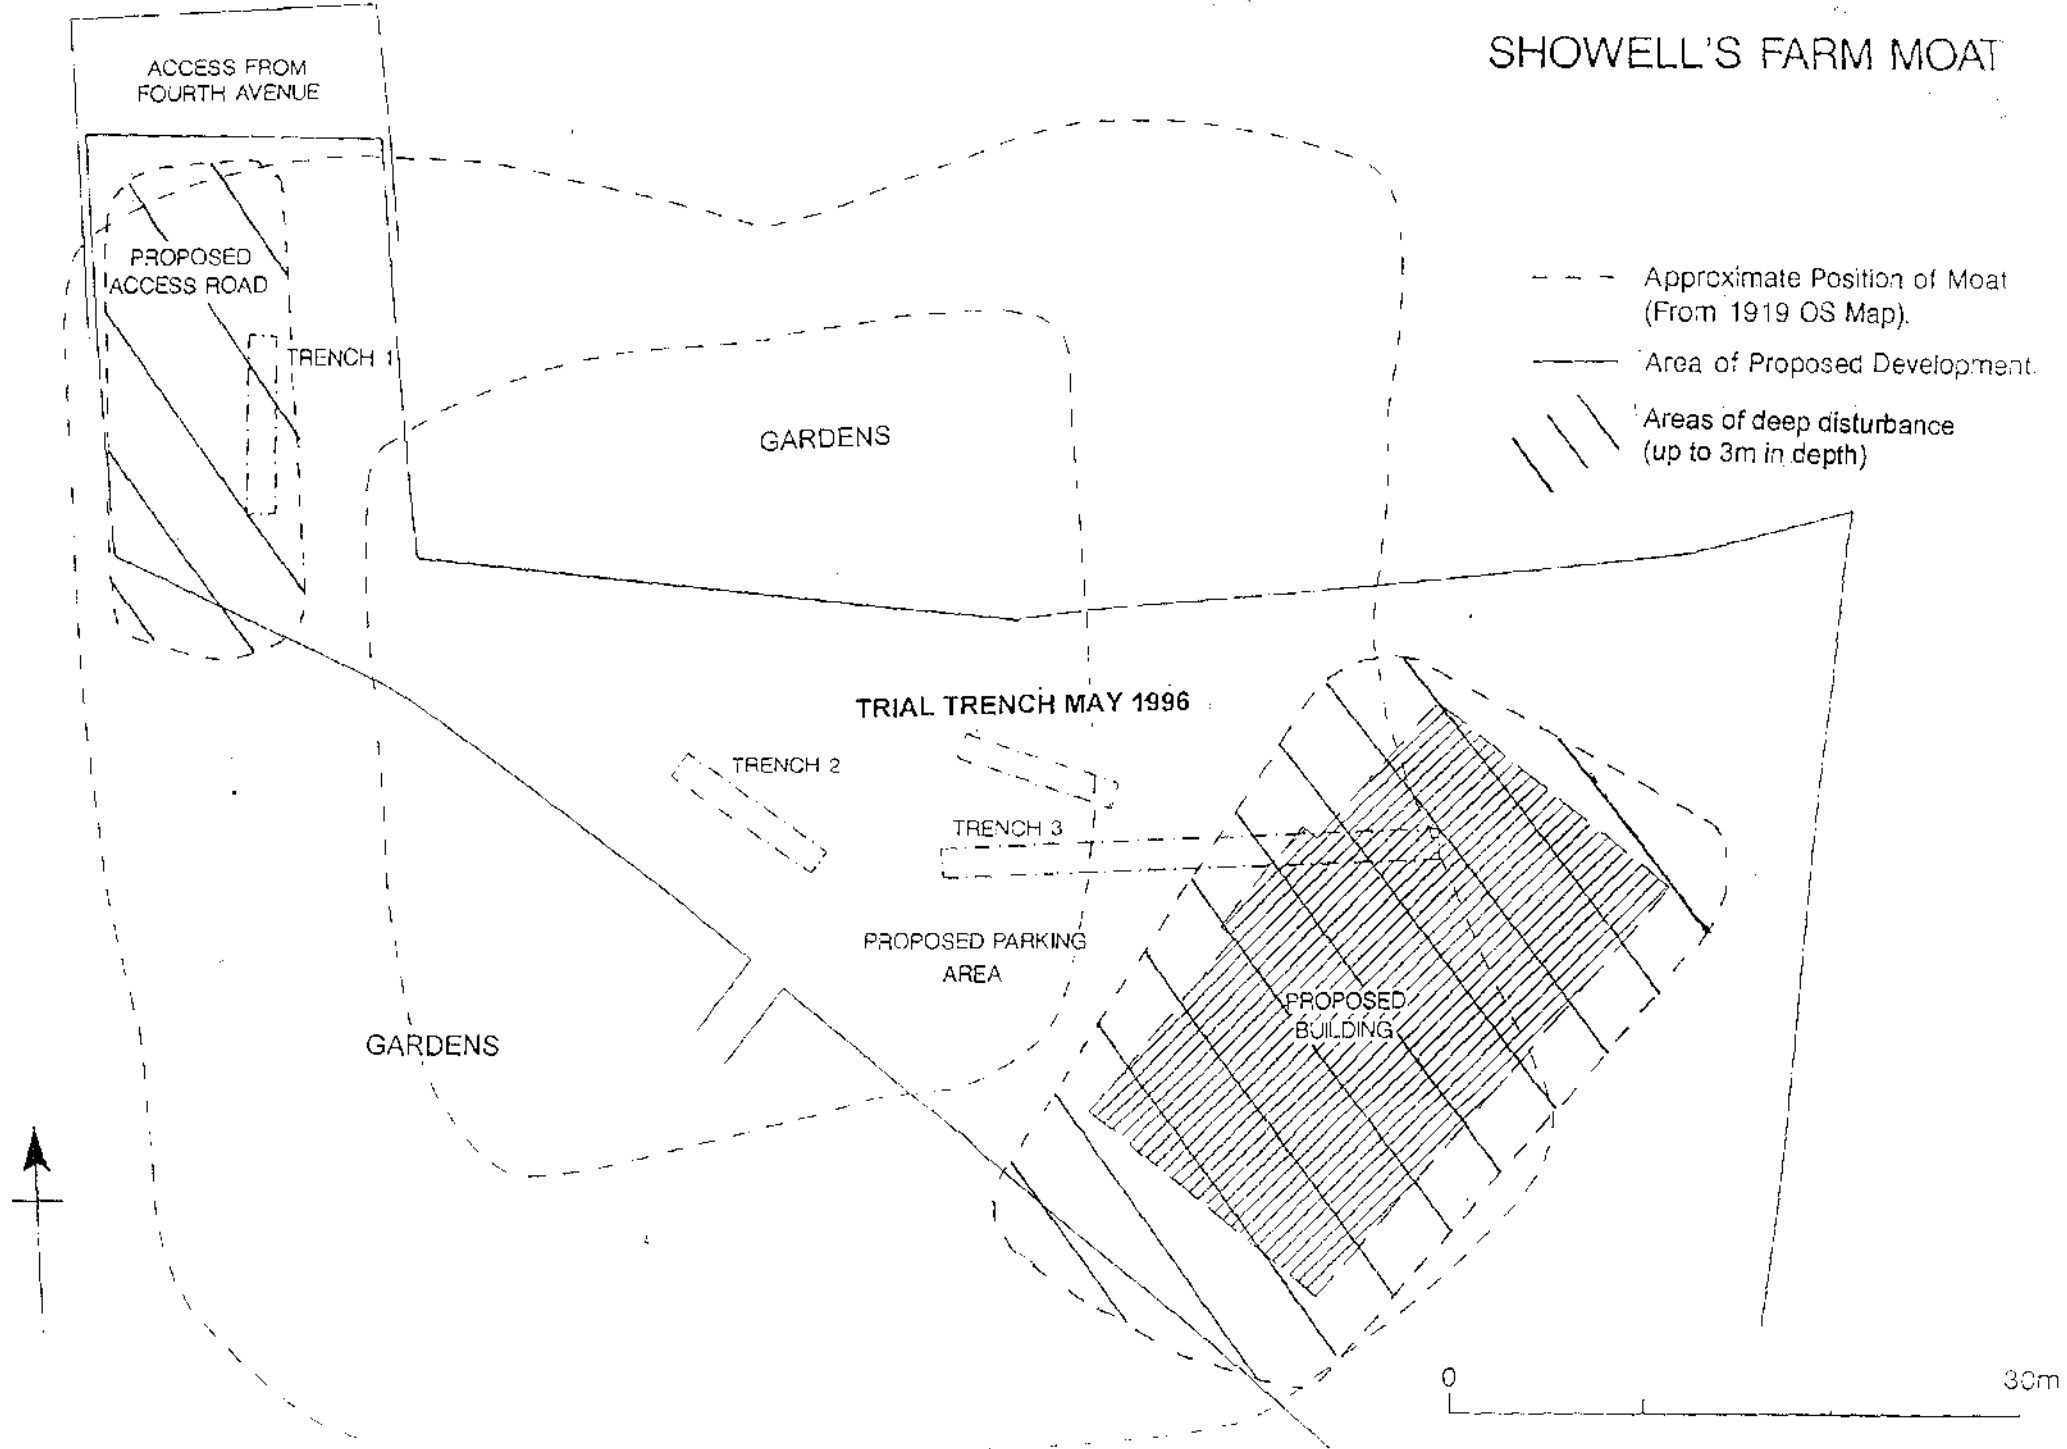 SHOWELL'S FARM MOAT
ACCESS FROM
FOURTH AVENUE
PROPOSED
ACCESS ROAD
TRENCH 1
GARDENS
Approximate Position of Moat
(From 1919 OS Map).
Area of Proposed Development.
Areas of deep disturbance
(up to 3m in depth)
TRIAL TRENCH MAY 1996
TRENCH 2
TRENCH 3
PROPOSED PARKING
AREA
PROPOSED
BUILDING
GARDENS
0
30m